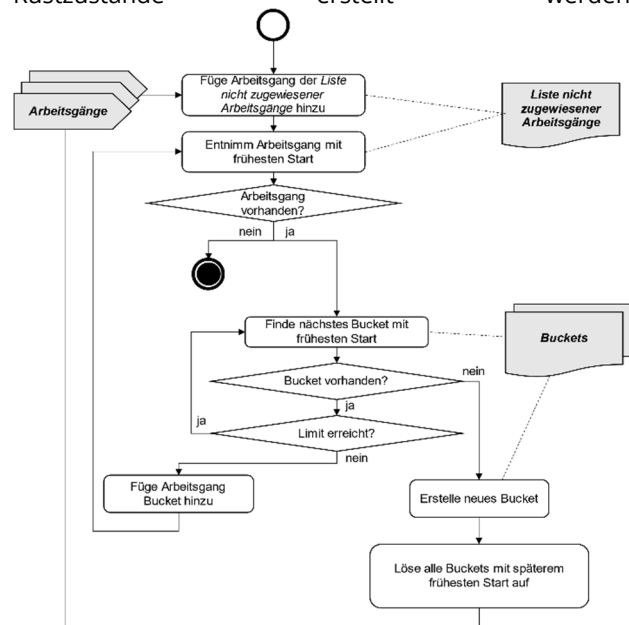 Rüstzustände erstellt werden
Füge Arbeitsgang der Liste
nicht zugewiesener
Arbeitsgänge hinzu
Arbeitsgänge
Liste nicht
zugewiesener
Arbeitsgänge
Entnimm Arbeitsgang mit
frühesten Start
Arbeitsgang
vorhanden?
nein
ja
Finde nächstes Bucket mit
frühesten Start
Buckets
nein
Bucket vorhanden?
ja
ja
Limit erreicht?
nein
Füge Arbeitsgang
Bucket hinzu
Erstelle neues Bucket
Löse alle Buckets mit späterem
frühesten Start auf